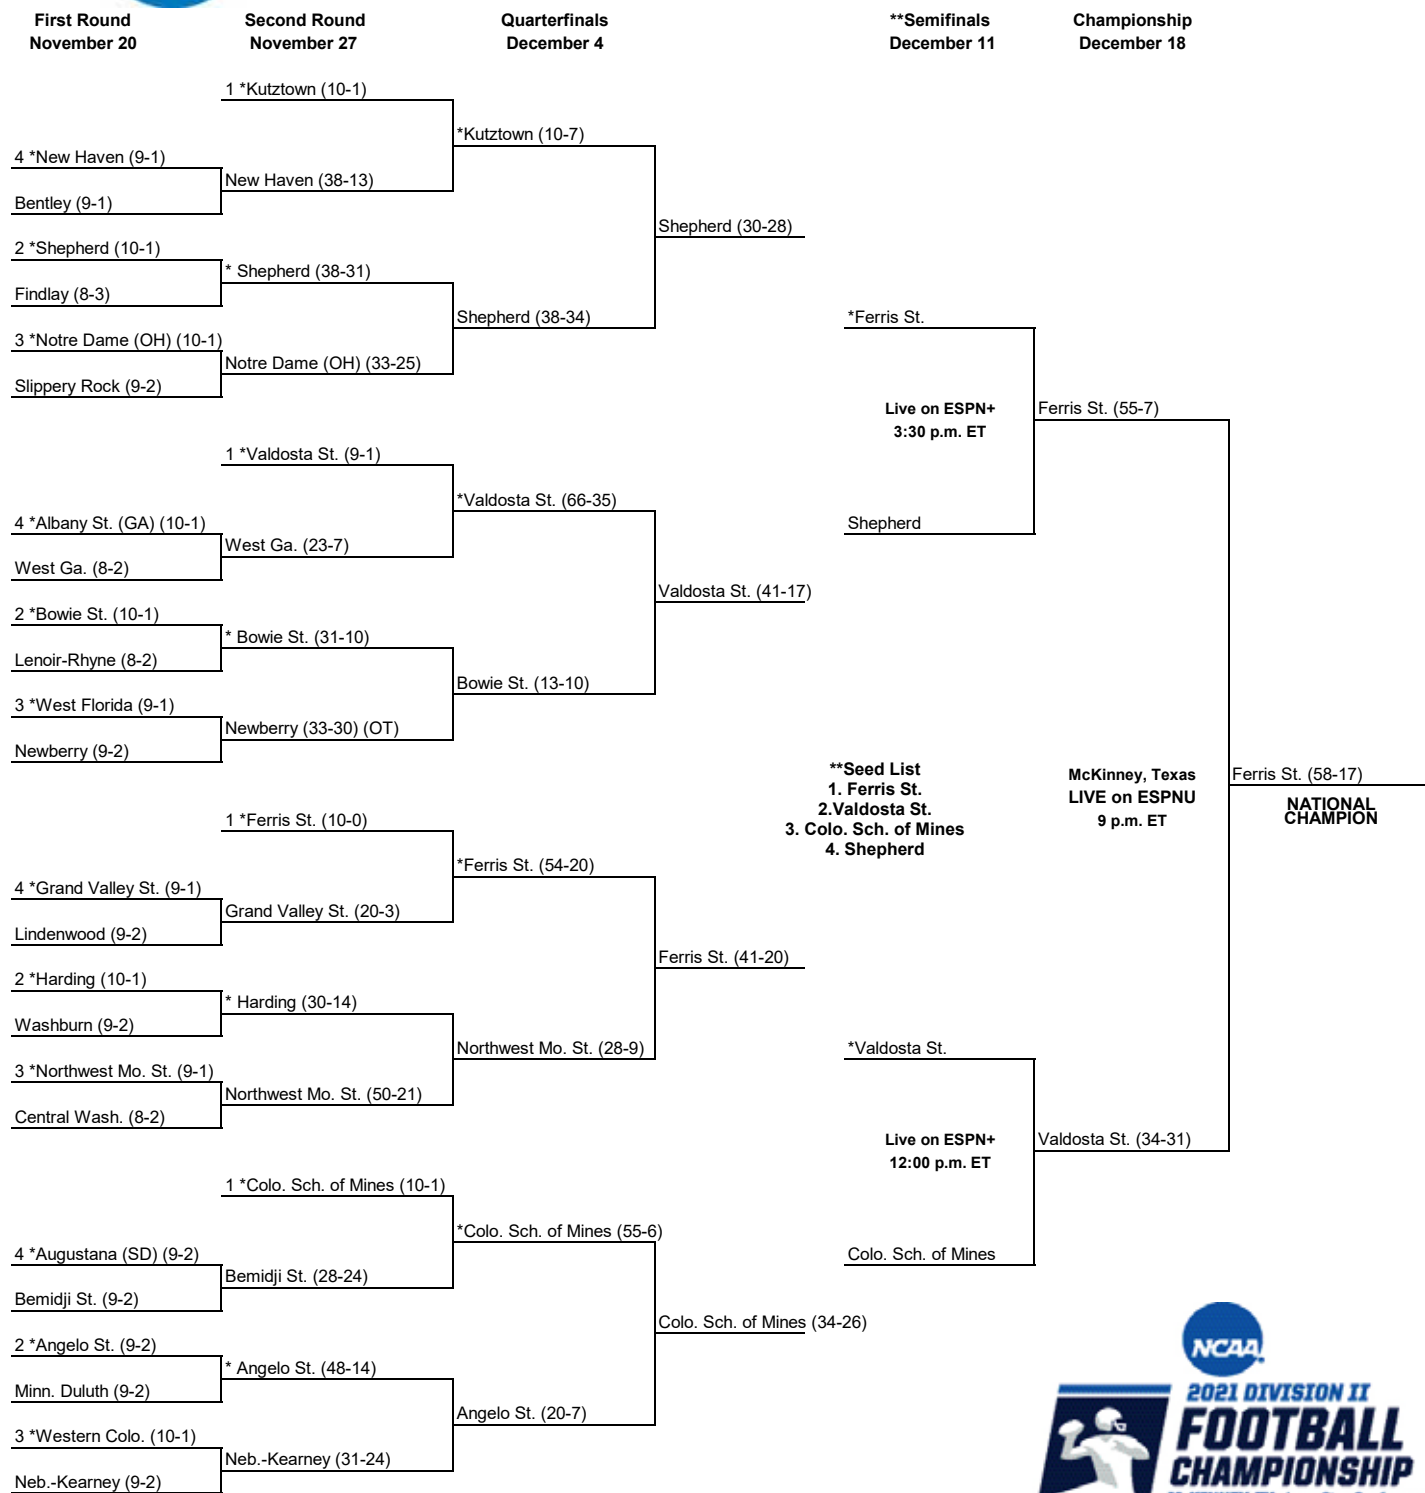 First Round
November 20
Second Round
November 27
Quarterfinals
December 4
**Semifinals
December 11
Championship
December 18
1 *Kutztown (10-1)
*Kutztown (10-7)
4 *New Haven (9-1)
New Haven (38-13)
Bentley (9-1)
Shepherd (30-28)
2 *Shepherd (10-1)
* Shepherd (38-31)
Findlay (8-3)
Shepherd (38-34)
*Ferris St.
3 *Notre Dame (OH) (10-1)
Notre Dame (OH) (33-25)
Slippery Rock (9-2)
Live on ESPN+
3:30 p.m. ET
Ferris St. (55-7)
1 *Valdosta St. (9-1)
*Valdosta St. (66-35)
4 *Albany St. (GA) (10-1)
Shepherd
West Ga. (23-7)
West Ga. (8-2)
Valdosta St. (41-17)
2 *Bowie St. (10-1)
* Bowie St. (31-10)
Lenoir-Rhyne (8-2)
Bowie St. (13-10)
3 *West Florida (9-1)
Newberry (33-30) (OT)
Newberry (9-2)
**Seed List
1. Ferris St.
2.Valdosta St.
3. Colo. Sch. of Mines
4. Shepherd
McKinney, Texas
LIVE on ESPNU
9 p.m. ET
Ferris St. (58-17)
NATIONAL
CHAMPION
1 *Ferris St. (10-0)
*Ferris St. (54-20)
4 *Grand Valley St. (9-1)
Grand Valley St. (20-3)
Lindenwood (9-2)
Ferris St. (41-20)
2 *Harding (10-1)
* Harding (30-14)
Washburn (9-2)
Northwest Mo. St. (28-9)
*Valdosta St.
3 *Northwest Mo. St. (9-1)
Northwest Mo. St. (50-21)
Central Wash. (8-2)
Live on ESPN+
12:00 p.m. ET
Valdosta St. (34-31)
1 *Colo. Sch. of Mines (10-1)
*Colo. Sch. of Mines (55-6)
4 *Augustana (SD) (9-2)
Colo. Sch. of Mines
Bemidji St. (28-24)
Bemidji St. (9-2)
Colo. Sch. of Mines (34-26)
2 *Angelo St. (9-2)
* Angelo St. (48-14)
Minn. Duluth (9-2)
Angelo St. (20-7)
3 *Western Colo. (10-1)
Neb.-Kearney (31-24)
Neb.-Kearney (9-2)
NCAA
2021 DIVISION II
FOOTBALL
CHAMPIONSHIP